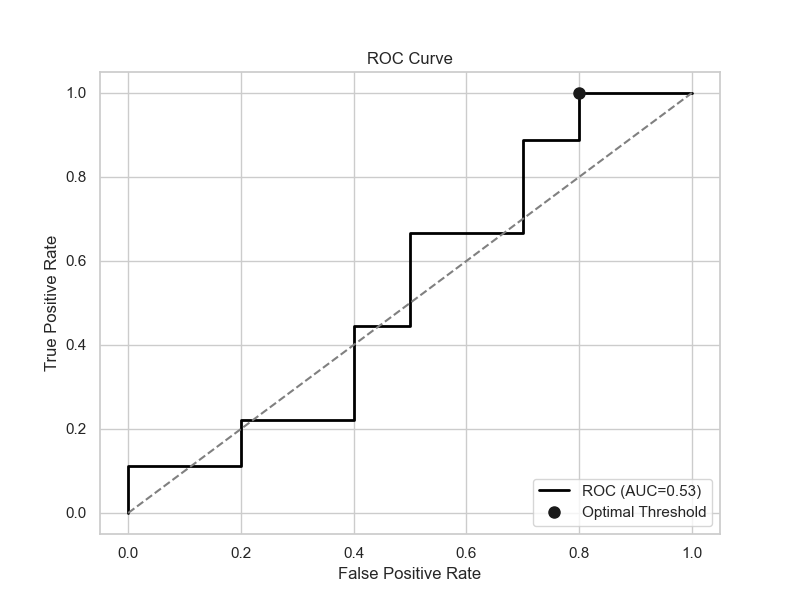 ROC Curve
1.0
0.8
0.6
0.4
0.2
0.0
True Positive Rate
ROC (AUC=0.53)
Optimal Threshold
0.0 0.2 0.4 0.6 0.8 1.0
False Positive Rate